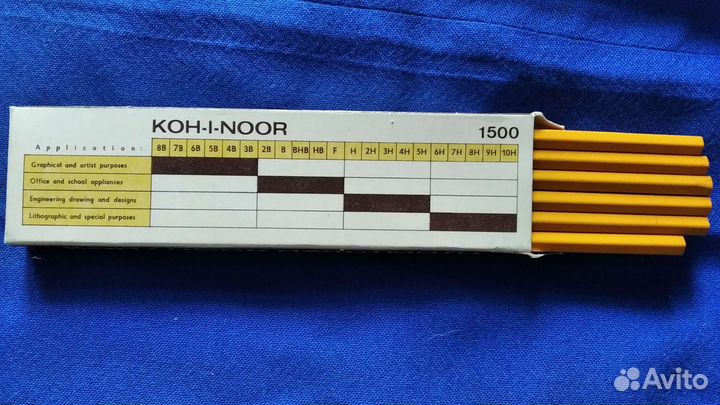 KOH-I-NOOR 1500
Application: 8B 7B 6B 5B 4B 3B 2B B BHB HB F H 2H 3H 4H 5H 6H 7H 8H 9H 10H
Graphical and artist purposes
Office and school appliances
Engineering drawing and designs
Lithographic and special purposes
Avito